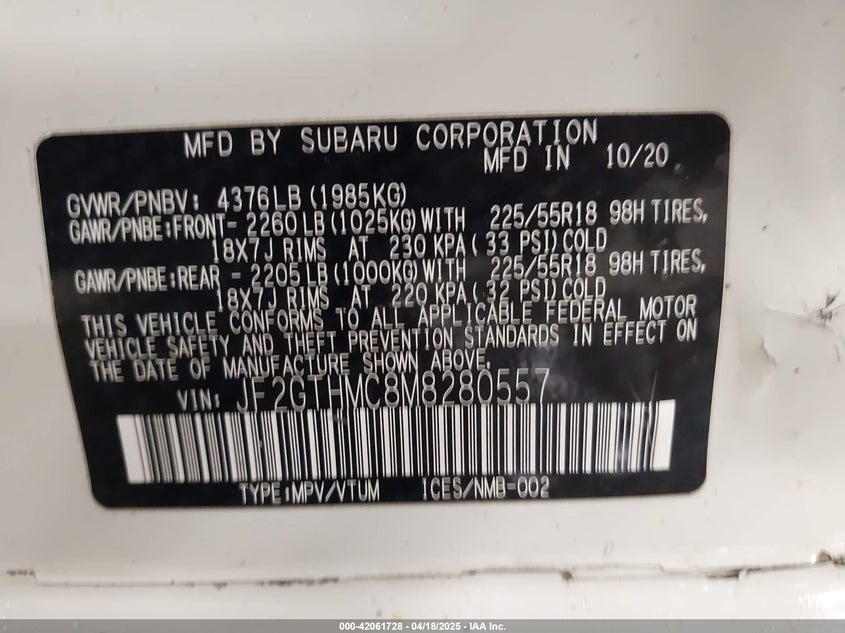 MFD BY SUBARU CORPORATION
MFD IN 10/20
GVWR/PNBV: 4376LB(1985KG)
GAWR/PNBE:FRONT- 2260LB(1025KG)WITH 225/55R18 98H TIRES,
18X7J RIMS AT 230 KPA( 33 PSI)COLD
GAWR/PNBE:REAR - 2205LB(1000KG)WITH 225/55R18 98H TIRES,
18X7J RIMS AT 220 KPA( 32 PSI)COLD
THIS VEHICLE CONFORMS TO ALL APPLICABLE FEDERAL MOTOR
VEHICLE SAFETY AND THEFT PREVENTION STANDARDS IN EFFECT ON
THE DATE OF MANUFACTURE SHOWN ABOVE.
VIN: JF2GTHMC8M8280557
TYPE:MPV/VTUM ICES/NMB-002
000-42061728 - 04/18/2025 - IAA Inc.